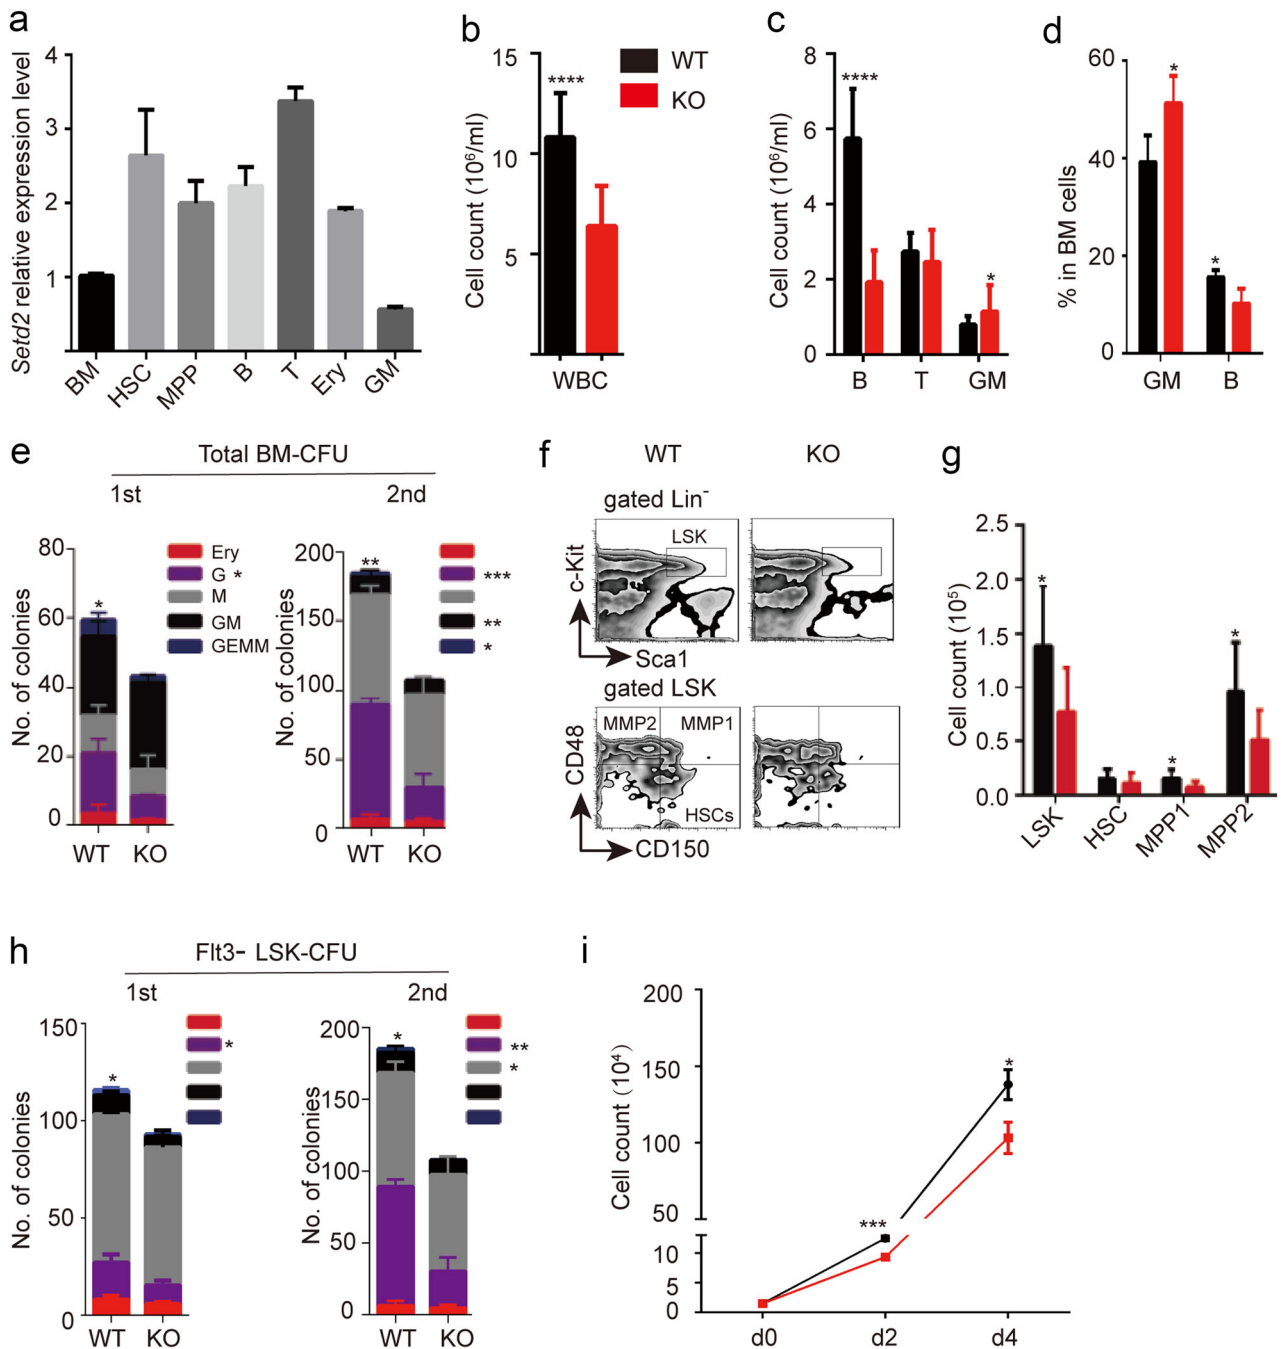 a
Setd2 relative expression level
4
3
2
1
BM
HSC
MPP
B
T
Ery
GM
b
Cell count (10⁶/ml)
15
10
5
****
WBC
WT
KO
c
Cell count (10⁶/ml)
8
6
4
2
0
****
*
B
T
GM
d
% in BM cells
60
40
20
0
*
*
GM
B
e
Total BM-CFU
1st
2nd
No. of colonies
80
60
40
20
0
*
WT
KO
Ery
G *
M
GM
GEMM
No. of colonies
200
150
100
50
0
**
WT
KO
***
**
*
f
WT
KO
gated Lin⁻
LSK
c-Kit
Sca1
gated LSK
MMP2
MMP1
HSCs
CD48
CD150
g
Cell count (10⁵)
2.5
2.0
1.5
1.0
0.5
0.0
*
*
*
LSK
HSC
MPP1
MPP2
h
Flt3- LSK-CFU
1st
2nd
No. of colonies
150
100
50
0
*
WT
KO
*
No. of colonies
200
150
100
50
0
*
WT
KO
**
*
i
Cell count (10⁴)
200
150
100
50
10
5
0
***
*
d0
d2
d4